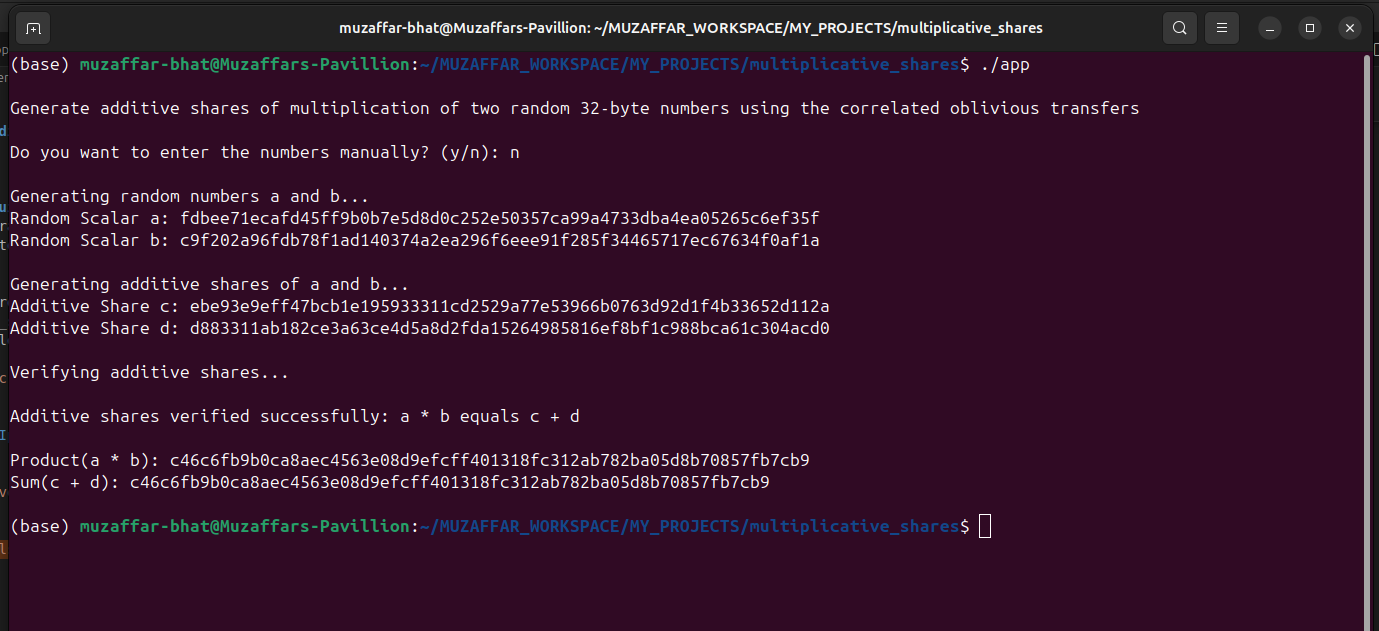 muzaffar-bhat@Muzaffars-Pavillion: ~/MUZAFFAR_WORKSPACE/MY_PROJECTS/multiplicative_shares
(base) muzaffar-bhat@Muzaffars-Pavillion:~/MUZAFFAR_WORKSPACE/MY_PROJECTS/multiplicative_shares$ ./app
Generate additive shares of multiplication of two random 32-byte numbers using the correlated oblivious transfers
Do you want to enter the numbers manually? (y/n): n
Generating random numbers a and b...
Random Scalar a: fdbee71ecafd45ff9b0b7e5d8d0c252e50357ca99a4733dba4ea05265c6ef35f
Random Scalar b: c9f202a96fdb78f1ad140374a2ea296f6eee91f285f34465717ec67634f0af1a
Generating additive shares of a and b...
Additive Share c: ebe93e9eff47bcb1e195933311cd2529a77e53966b0763d92d1f4b33652d112a
Additive Share d: d883311ab182ce3a63ce4d5a8d2fda15264985816ef8bf1c988bca61c304acd0
Verifying additive shares...
Additive shares verified successfully: a * b equals c + d
Product(a * b): c46c6fb9b0ca8aec4563e08d9efcff401318fc312ab782ba05d8b70857fb7cb9
Sum(c + d): c46c6fb9b0ca8aec4563e08d9efcff401318fc312ab782ba05d8b70857fb7cb9
(base) muzaffar-bhat@Muzaffars-Pavillion:~/MUZAFFAR_WORKSPACE/MY_PROJECTS/multiplicative_shares$